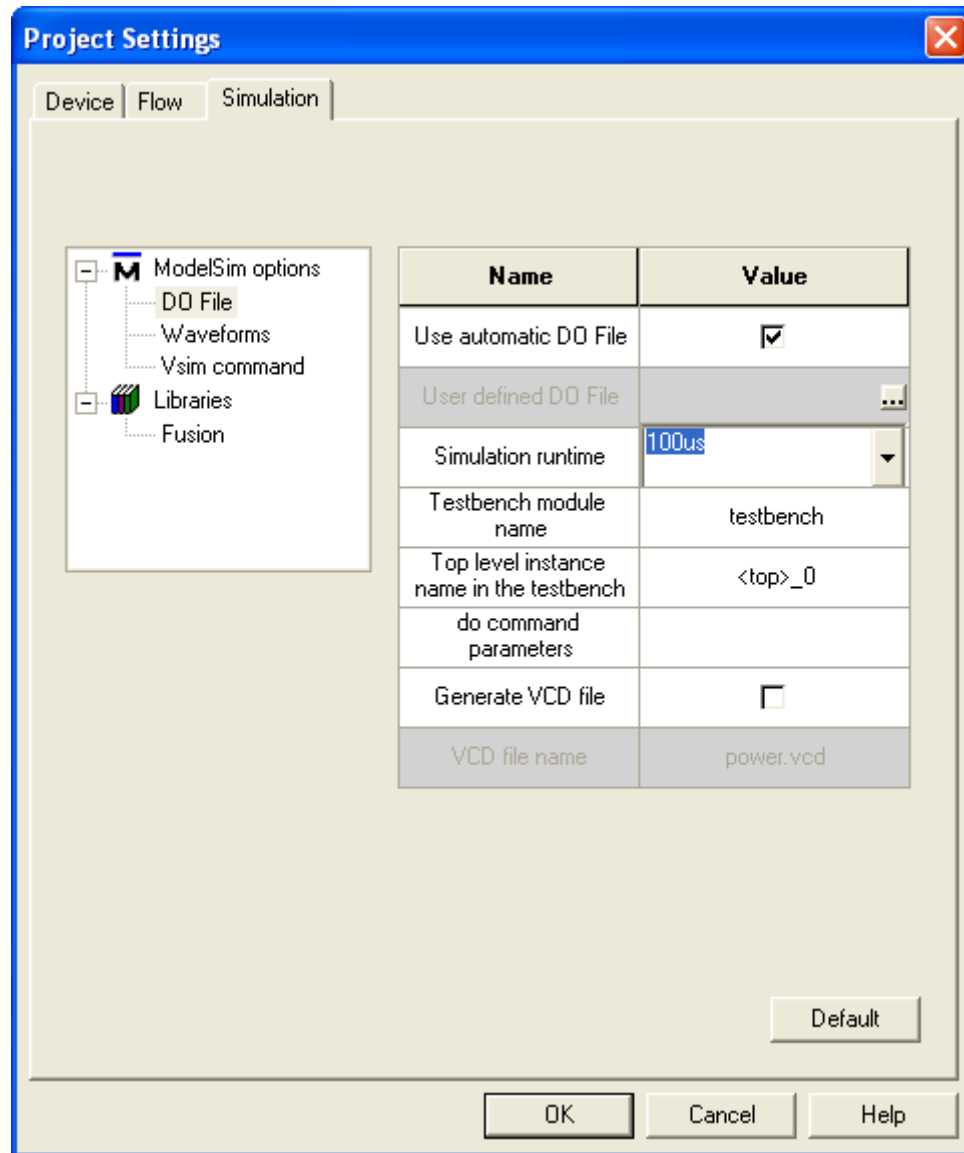 Project Settings
Device
Flow
Simulation
ModelSim options
DO File
Waveforms
Vsim command
Libraries
Fusion
Name
Value
Use automatic DO File
User defined DO File
...
Simulation runtime
100us
Testbench module
name
testbench
Top level instance
name in the testbench
<top>_0
do command
parameters
Generate VCD file
VCD file name
power.vcd
Default
OK
Cancel
Help